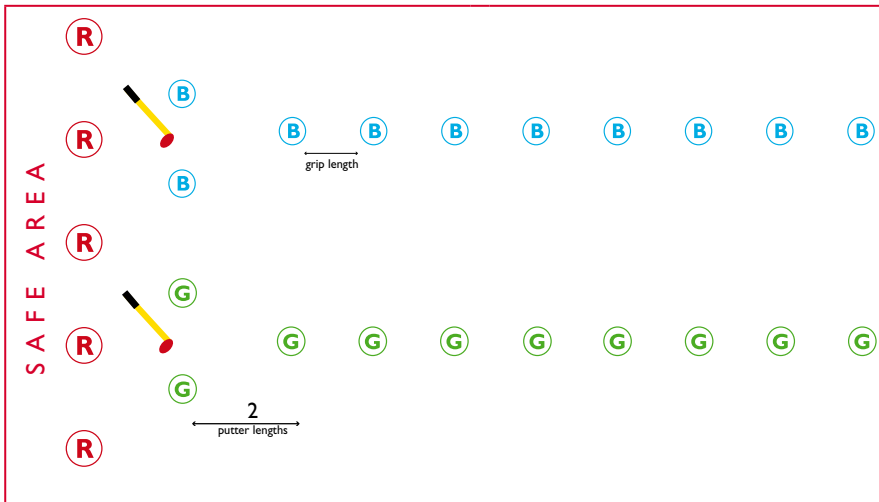 SAFE AREA
R
B
R
B B B B B B B B
grip length
B
R
G
R
G G G G G G G G
G
2
putter lengths
R